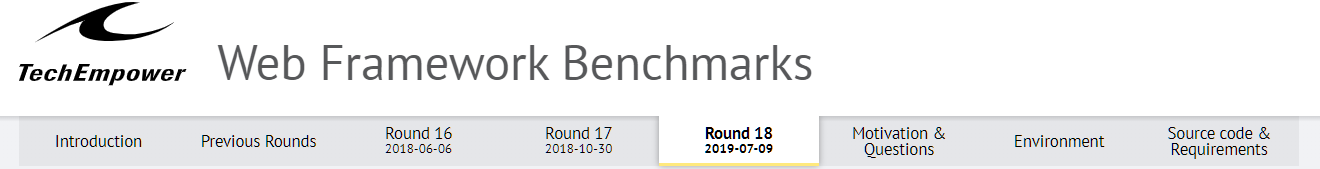 TechEmpower
Web Framework Benchmarks
Introduction
Previous Rounds
Round 16
2018-06-06
Round 17
2018-10-30
Round 18
2019-07-09
Motivation &
Questions
Environment
Source code &
Requirements